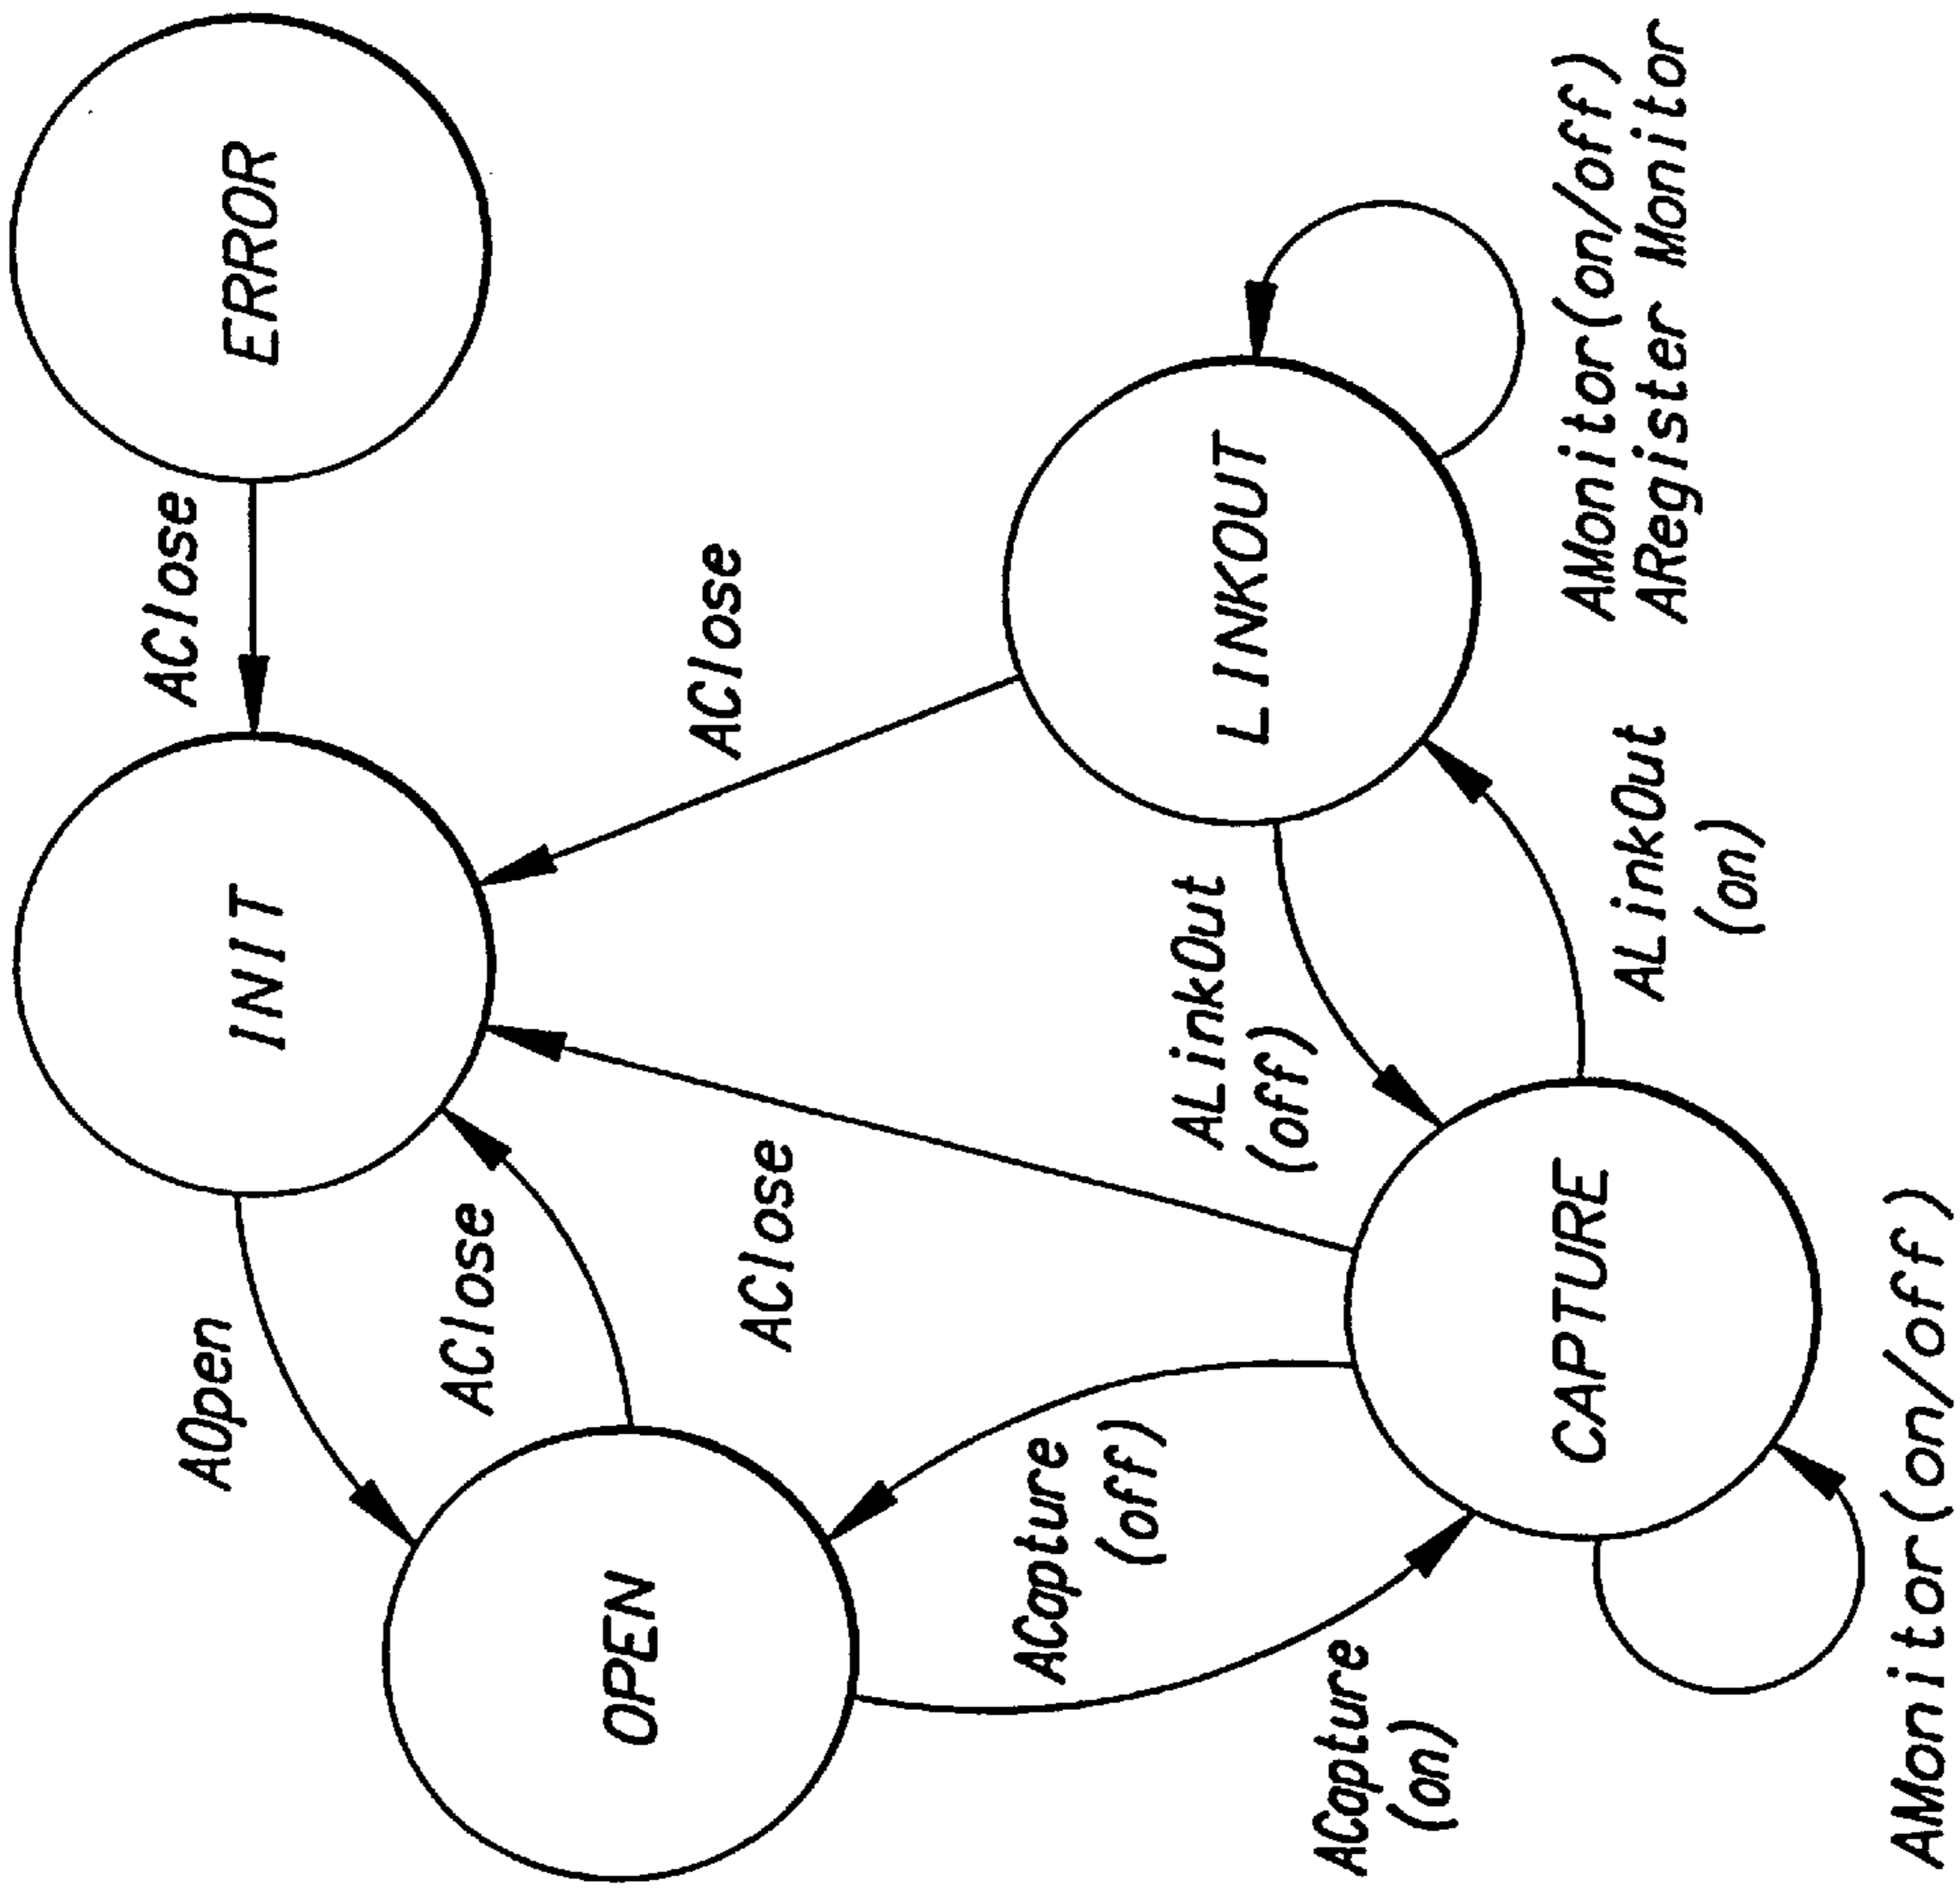 ERROR
AClose
INIT
AOpen
AClose
OPEN
AClose
AClose
LINKOUT
AMonitor(on/off)
ARegister Monitor
ALinkOut
(off)
ALinkOut
(on)
ACapture
(off)
ACapture
(on)
CAPTURE
AMonitor(on/off)